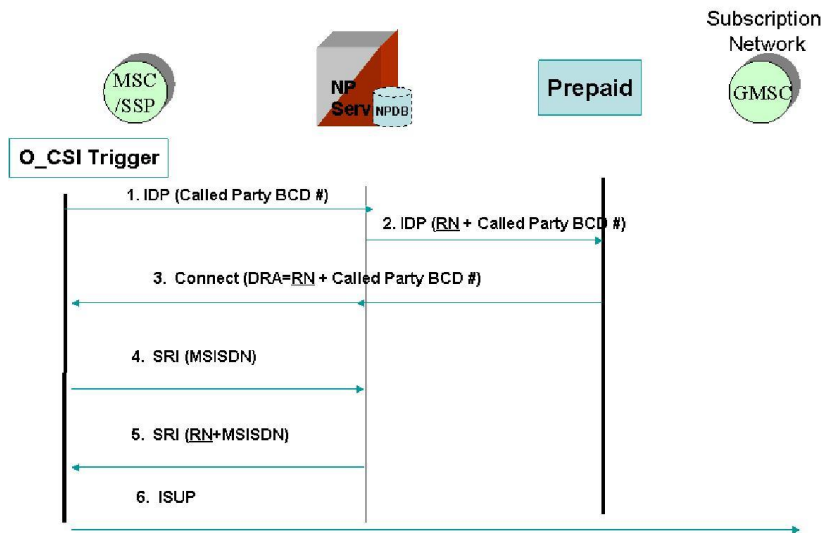 Subscription
Network
MSC
/SSP
NP
Serv
NPDB
Prepaid
GMSC
O_CSI Trigger
1. IDP (Called Party BCD #)
2. IDP (RN + Called Party BCD #)
3. Connect (DRA=RN + Called Party BCD #)
4. SRI (MSISDN)
5. SRI (RN+MSISDN)
6. ISUP